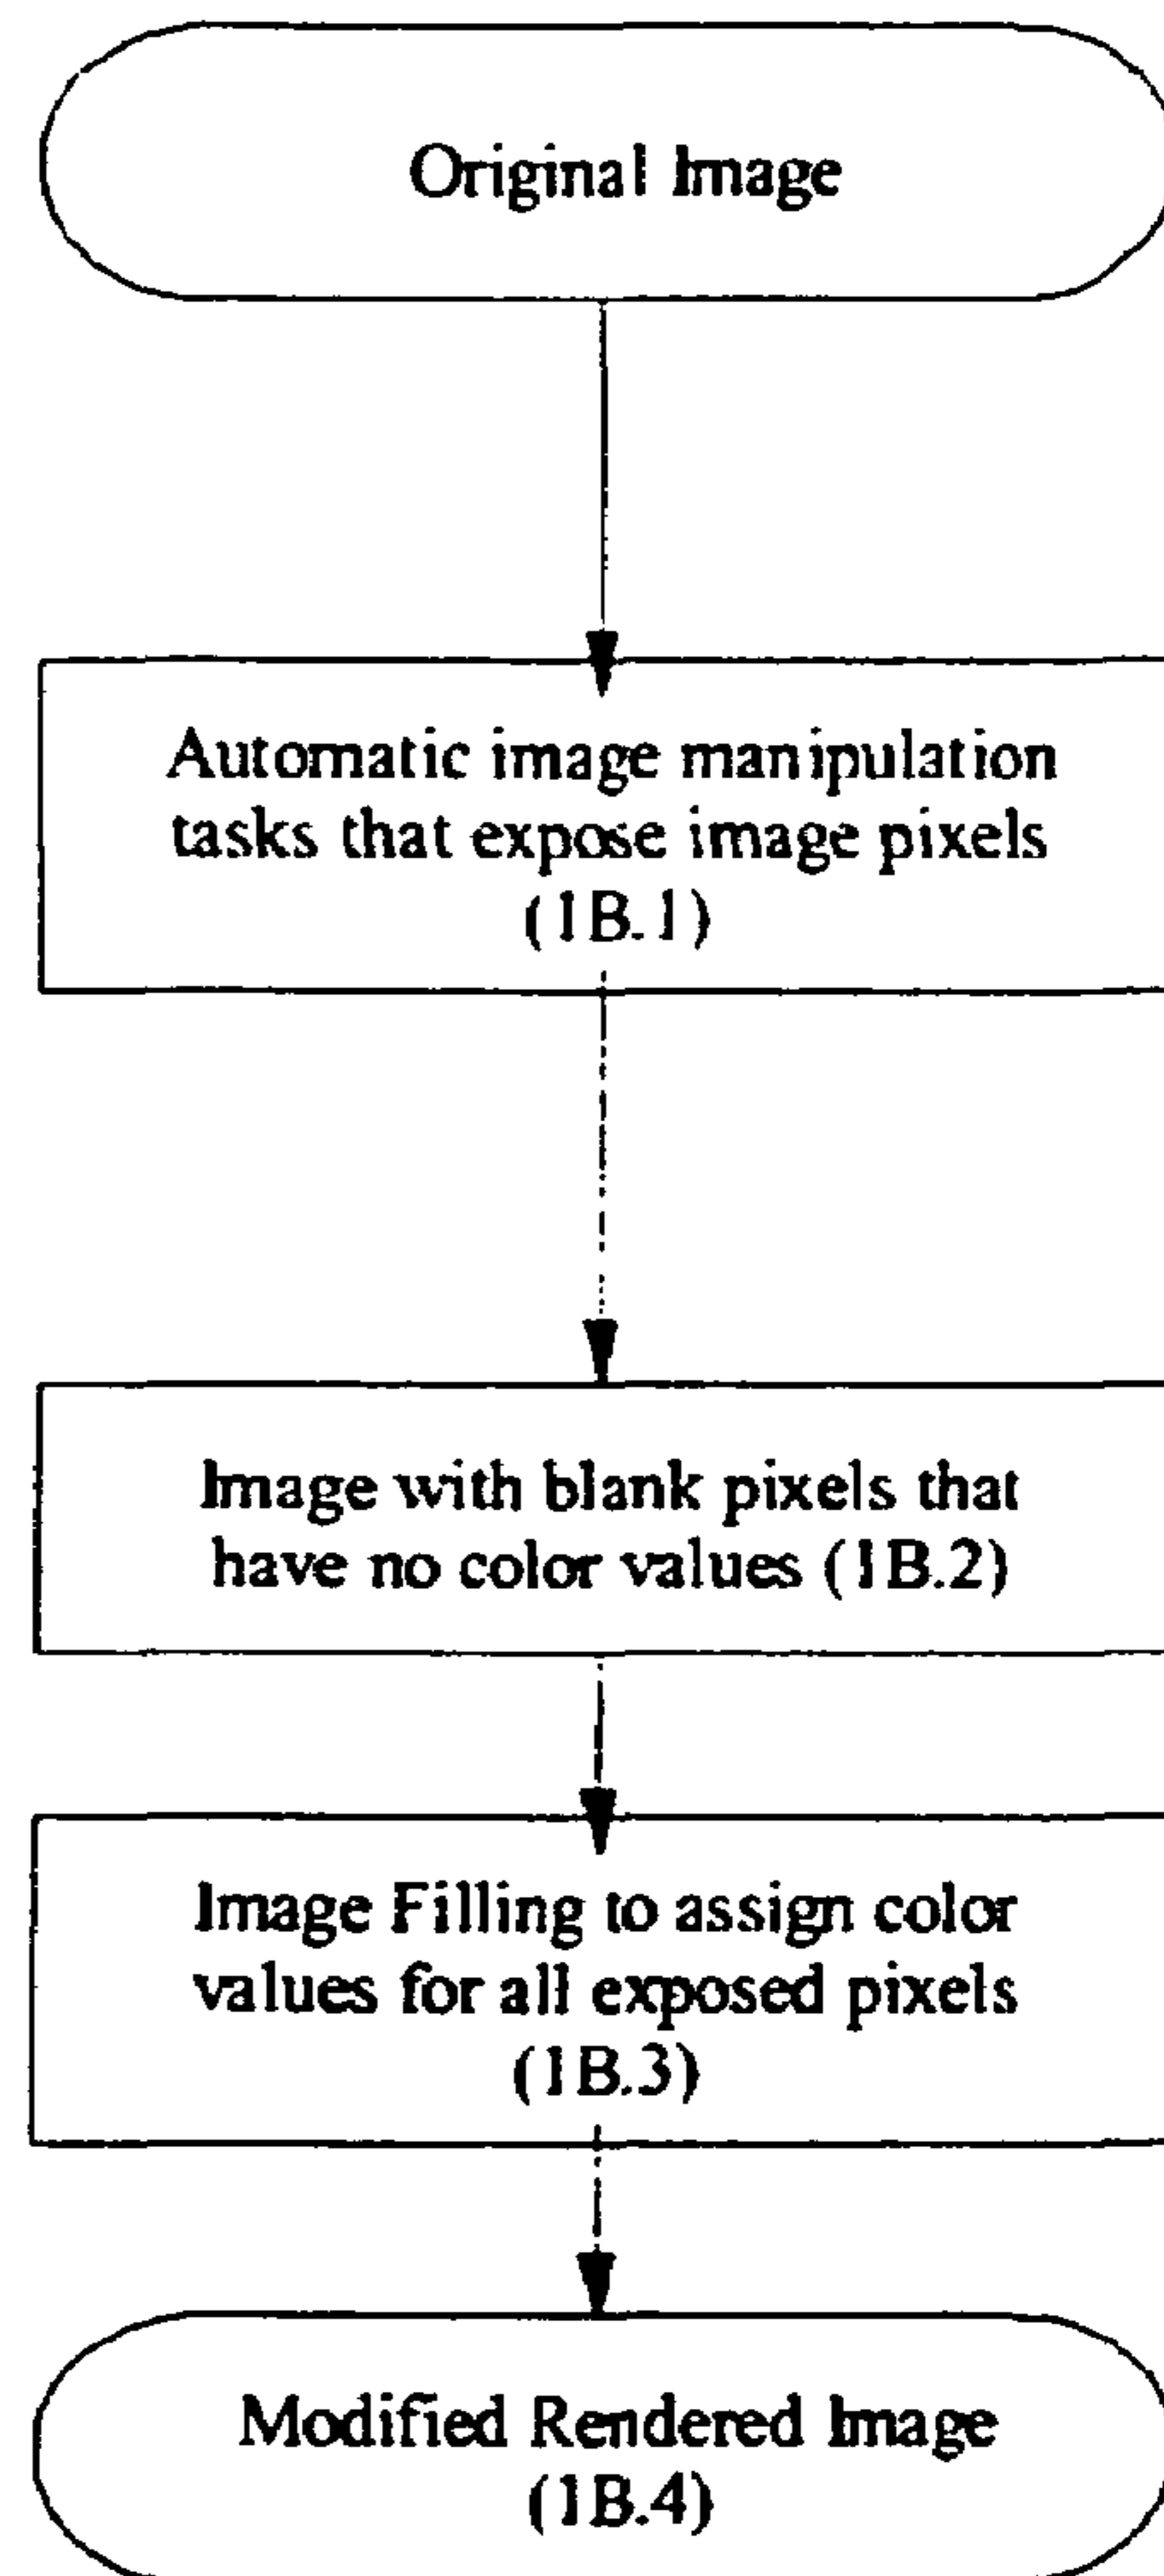 Original Image
Automatic image manipulation
tasks that expose image pixels
(1B.1)
Image with blank pixels that
have no color values (1B.2)
Image Filling to assign color
values for all exposed pixels
(1B.3)
Modified Rendered Image
(1B.4)